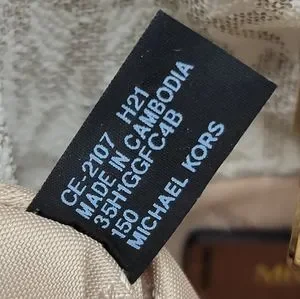 CE-2107 H21
MADE IN CAMBODIA
35H1GGFC4B
150
MICHAEL KORS